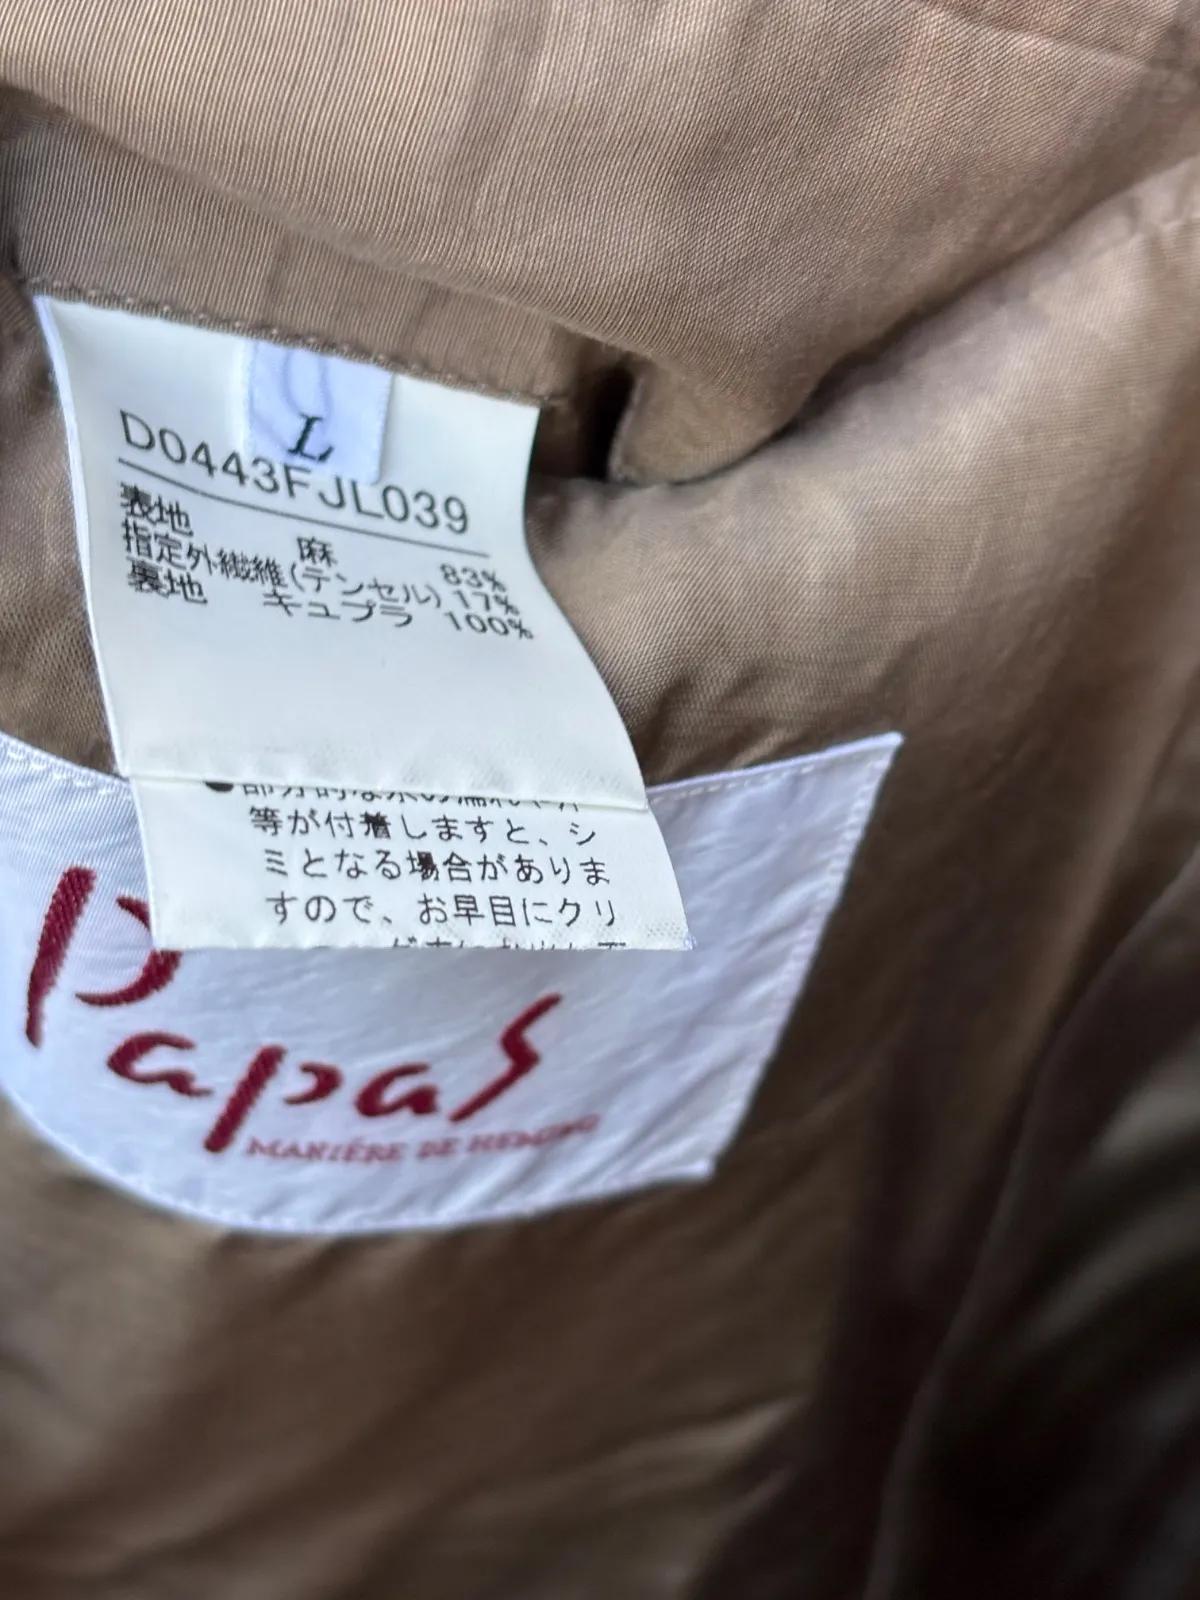 L
D0443FJL039
表地 麻 83%
指定外繊維(テンセル) 17%
裏地 キュプラ 100%
等が付着しますと、シ
ミとなる場合がありま
すので、お早目にクリ
Papas
MANIÉRE DE